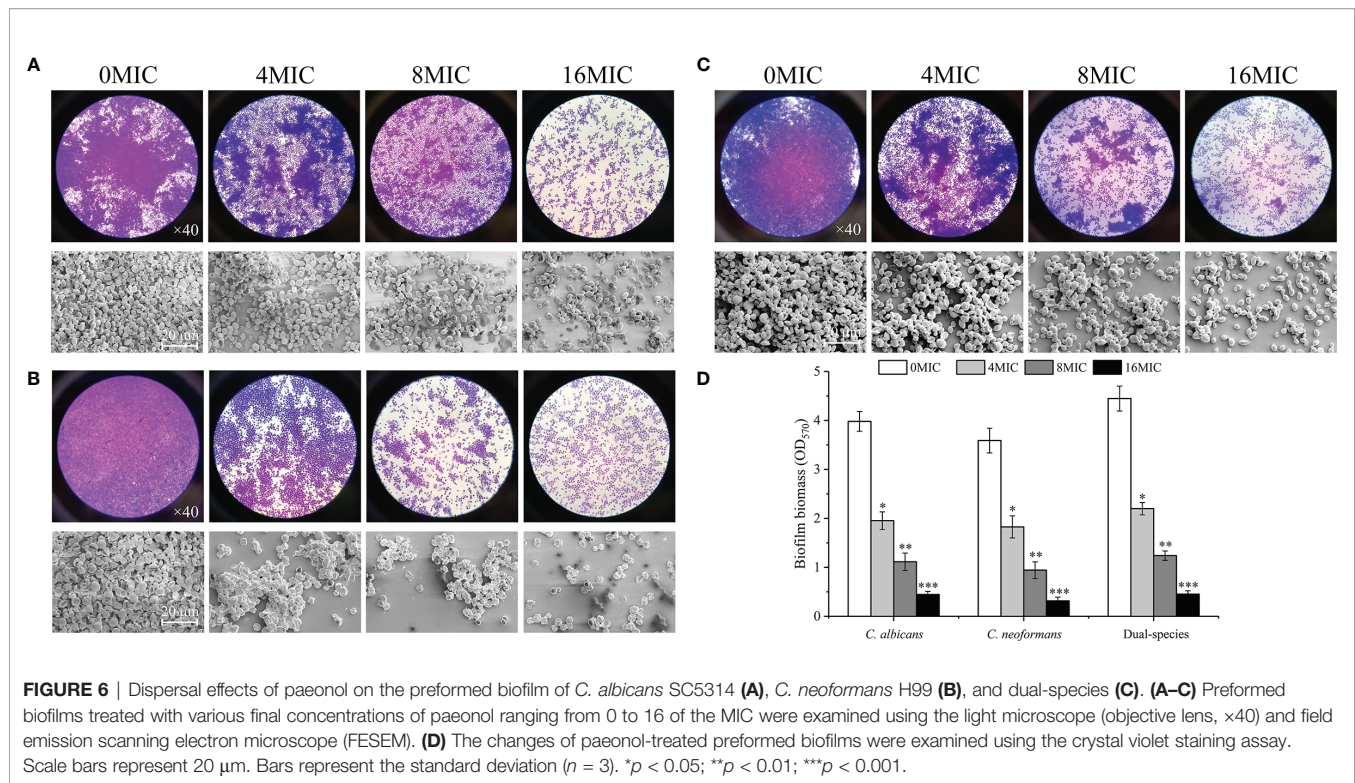 A
0MIC 4MIC 8MIC 16MIC
×40
20 μm
B
×40
20 μm
C
0MIC 4MIC 8MIC 16MIC
×40
20 μm
D
0MIC 4MIC 8MIC 16MIC
Biofilm biomass (OD570)
5
4
3
2
1
0
* ** ***
* ** ***
* ** ***
C. albicans C. neoformans Dual-species
FIGURE 6 | Dispersal effects of paeonol on the preformed biofilm of C. albicans SC5314 (A), C. neoformans H99 (B), and dual-species (C). (A–C) Preformed
biofilms treated with various final concentrations of paeonol ranging from 0 to 16 of the MIC were examined using the light microscope (objective lens, ×40) and field
emission scanning electron microscope (FESEM). (D) The changes of paeonol-treated preformed biofilms were examined using the crystal violet staining assay.
Scale bars represent 20 μm. Bars represent the standard deviation (n = 3). *p < 0.05; **p < 0.01; ***p < 0.001.